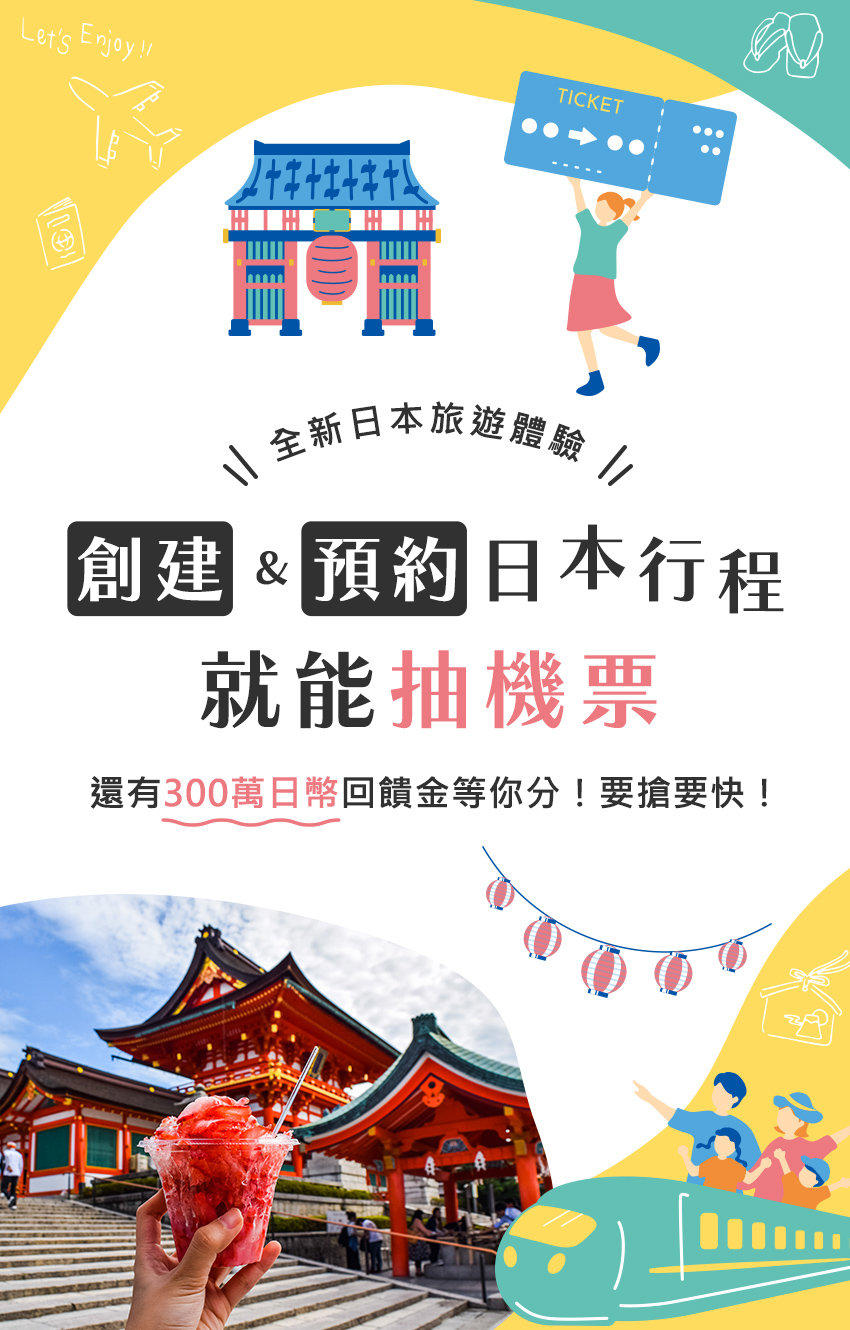 Let's Enjoy!!
TICKET
全新日本旅遊體驗
創建&預約日本行程
就能抽機票
還有300萬日幣回饋金等你分！要搶要快！